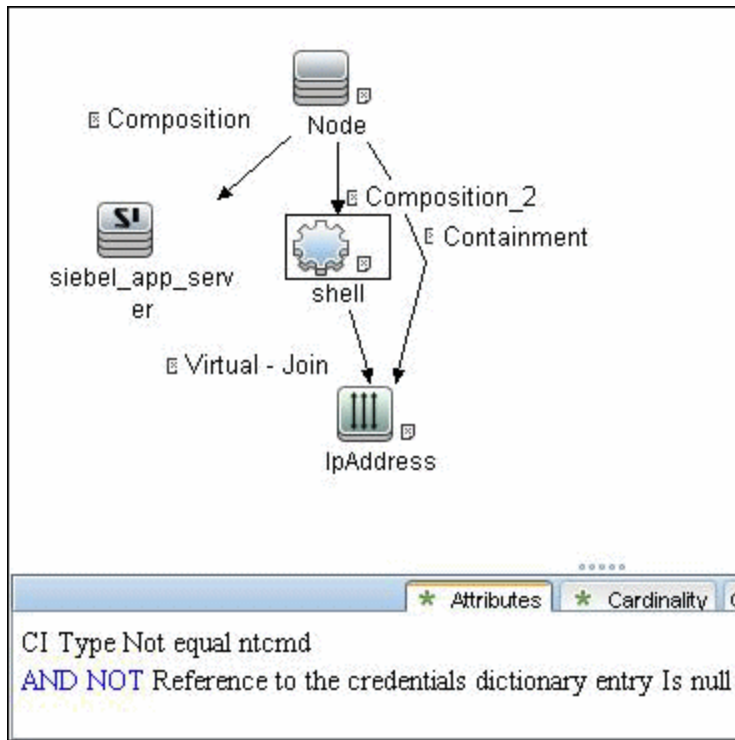 Composition
Node
Composition_2
Containment
siebel_app_serv
er
shell
Virtual - Join
IpAddress
Attributes
Cardinality
CI Type Not equal ntcmd
AND NOT Reference to the credentials dictionary entry Is null